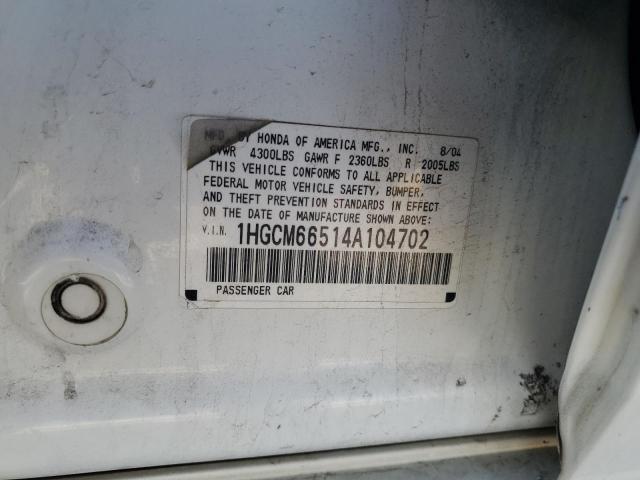 MFD BY HONDA OF AMERICA MFG., INC. 8/04
GVWR 4300LBS GAWR F 2360LBS R 2005LBS
THIS VEHICLE CONFORMS TO ALL APPLICABLE
FEDERAL MOTOR VEHICLE SAFETY, BUMPER,
AND THEFT PREVENTION STANDARDS IN EFFECT
ON THE DATE OF MANUFACTURE SHOWN ABOVE:
V.I.N. 1HGCM66514A104702
PASSENGER CAR